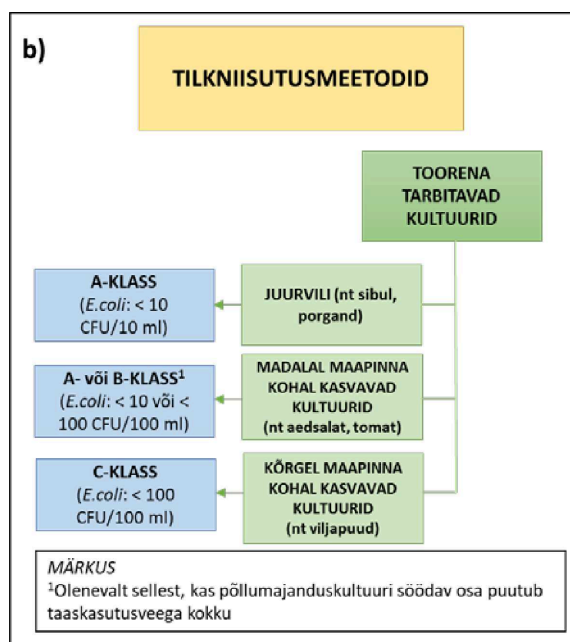 b)
TILKNIISUTUSMEETODID
TOORENA
TARBITAVAD
KULTUURID
A-KLASS
(E.coli: < 10
CFU/10 ml)
JUURVILI (nt sibul,
porgand)
A- või B-KLASS¹
(E.coli: < 10 või <
100 CFU/100 ml)
MADALAL MAAPINNA
KOHAL KASVAVAD
KULTUURID
(nt aedsalat, tomat)
C-KLASS
(E.coli: < 100
CFU/100 ml)
KÕRGEL MAAPINNA
KOHAL KASVAVAD
KULTUURID
(nt viljapuud)
MÄRKUS
¹Olenevalt sellest, kas põllumajanduskultuuri söödav osa puutub
taaskasutusveega kokku